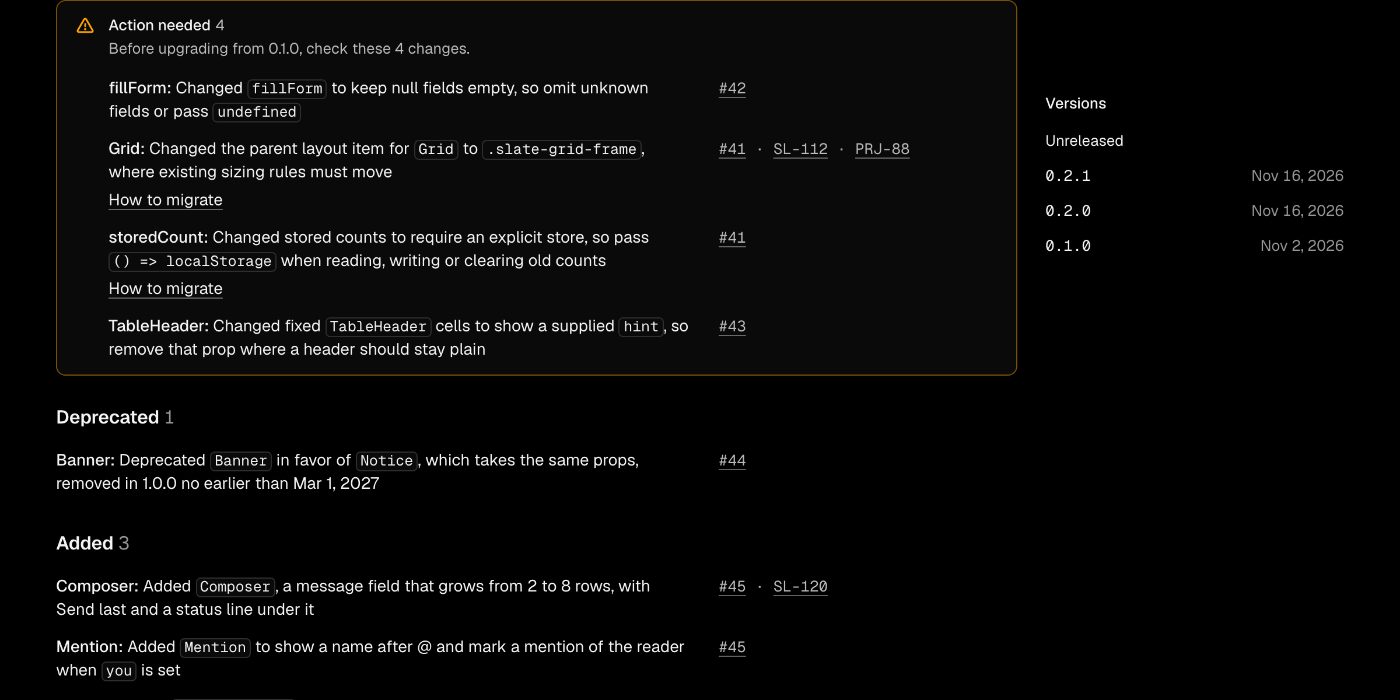 Action needed 4
Before upgrading from 0.1.0, check these 4 changes.
fillForm: Changed fillForm to keep null fields empty, so omit unknown
fields or pass undefined
#42
Grid: Changed the parent layout item for Grid to .slate-grid-frame,
where existing sizing rules must move
How to migrate
#41 · SL-112 · PRJ-88
storedCount: Changed stored counts to require an explicit store, so pass
() => localStorage when reading, writing or clearing old counts
How to migrate
#41
TableHeader: Changed fixed TableHeader cells to show a supplied hint, so
remove that prop where a header should stay plain
#43
Deprecated 1
Banner: Deprecated Banner in favor of Notice, which takes the same props,
removed in 1.0.0 no earlier than Mar 1, 2027
#44
Added 3
Composer: Added Composer, a message field that grows from 2 to 8 rows, with
Send last and a status line under it
#45 · SL-120
Mention: Added Mention to show a name after @ and mark a mention of the reader
when you is set
#45
Versions
Unreleased
0.2.1 Nov 16, 2026
0.2.0 Nov 16, 2026
0.1.0 Nov 2, 2026